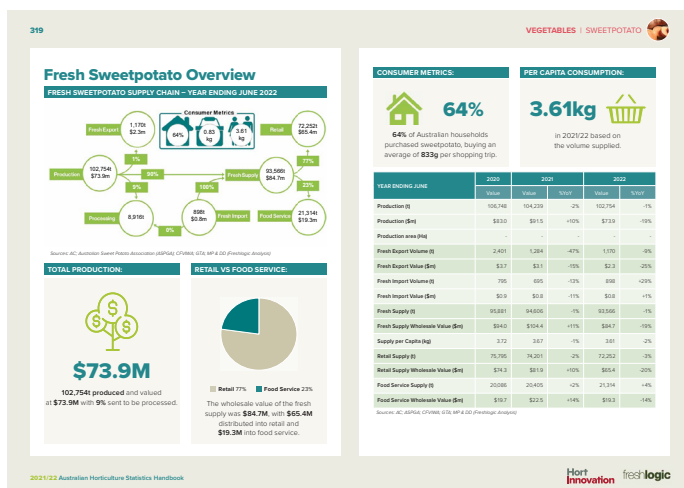 319
VEGETABLES | SWEETPOTATO
Fresh Sweetpotato Overview
FRESH SWEETPOTATO SUPPLY CHAIN – YEAR ENDING JUNE 2022
Consumer Metrics
64%
0.83 kg
3.61 kg
Fresh Export
1,170t
$2.3m
Retail
72,252t
$65.4m
1%
77%
Production
102,754t
$73.9m
90%
Fresh Supply
93,566t
$84.7m
9%
100%
23%
Processing
8,916t
898t
$0.8m
Fresh Import
Food Service
21,314t
$19.3m
0%
Sources: AC; Australian Sweet Potato Association (ASPGA); CFVIWA; GTA; MP & DD (Freshlogic Analysis)
TOTAL PRODUCTION:
$73.9M
102,754t produced and valued
at $73.9M with 9% sent to be processed.
RETAIL VS FOOD SERVICE:
Retail 77% Food Service 23%
The wholesale value of the fresh
supply was $84.7M, with $65.4M
distributed into retail and
$19.3M into food service.
CONSUMER METRICS:
64%
64% of Australian households
purchased sweetpotato, buying an
average of 833g per shopping trip.
PER CAPITA CONSUMPTION:
3.61kg
in 2021/22 based on
the volume supplied.
YEAR ENDING JUNE 2020 2021 2022
Value Value %YoY Value %YoY
Production (t) 106,748 104,239 -2% 102,754 -1%
Production ($m) $83.0 $91.5 +10% $73.9 -19%
Production area (Ha) - - - - -
Fresh Export Volume (t) 2,401 1,284 -47% 1,170 -9%
Fresh Export Value ($m) $3.7 $3.1 -15% $2.3 -25%
Fresh Import Volume (t) 795 695 -13% 898 +29%
Fresh Import Value ($m) $0.9 $0.8 -11% $0.8 +1%
Fresh Supply (t) 95,881 94,606 -1% 93,566 -1%
Fresh Supply Wholesale Value ($m) $94.0 $104.4 +11% $84.7 -19%
Supply per Capita (kg) 3.72 3.67 -1% 3.61 -2%
Retail Supply (t) 75,795 74,201 -2% 72,252 -3%
Retail Supply Wholesale Value ($m) $74.3 $81.9 +10% $65.4 -20%
Food Service Supply (t) 20,086 20,405 +2% 21,314 +4%
Food Service Wholesale Value ($m) $19.7 $22.5 +14% $19.3 -14%
Sources: AC; ASPGA; CFVIWA; GTA; MP & DD (Freshlogic Analysis)
2021/22 Australian Horticulture Statistics Handbook
Hort
Innovation
freshlogic